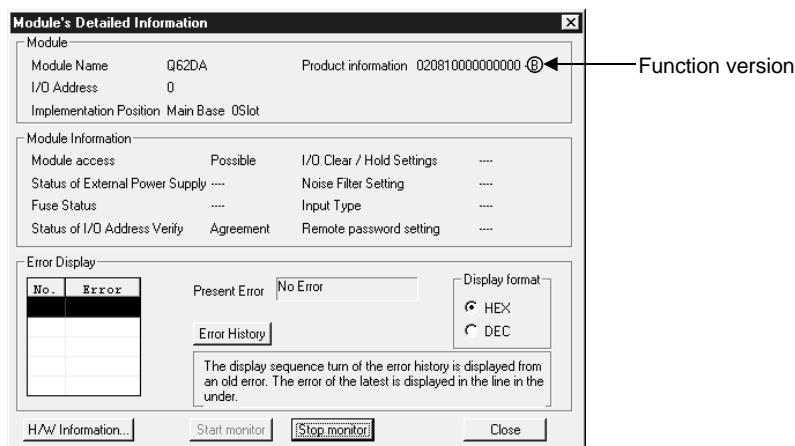 Module's Detailed Information
Module
Module Name Q62DA Product information 020810000000000 - B
Function version
I/O Address 0
Implementation Position Main Base 0Slot
Module Information
Module access Possible I/O Clear / Hold Settings ----
Status of External Power Supply ---- Noise Filter Setting ----
Fuse Status ---- Input Type ----
Status of I/O Address Verify Agreement Remote password setting ----
Error Display
No. Error
Present Error No Error
Display format
HEX
DEC
Error History
The display sequence turn of the error history is displayed from
an old error. The error of the latest is displayed in the line in the
under.
H/W Information... Start monitor Stop monitor Close